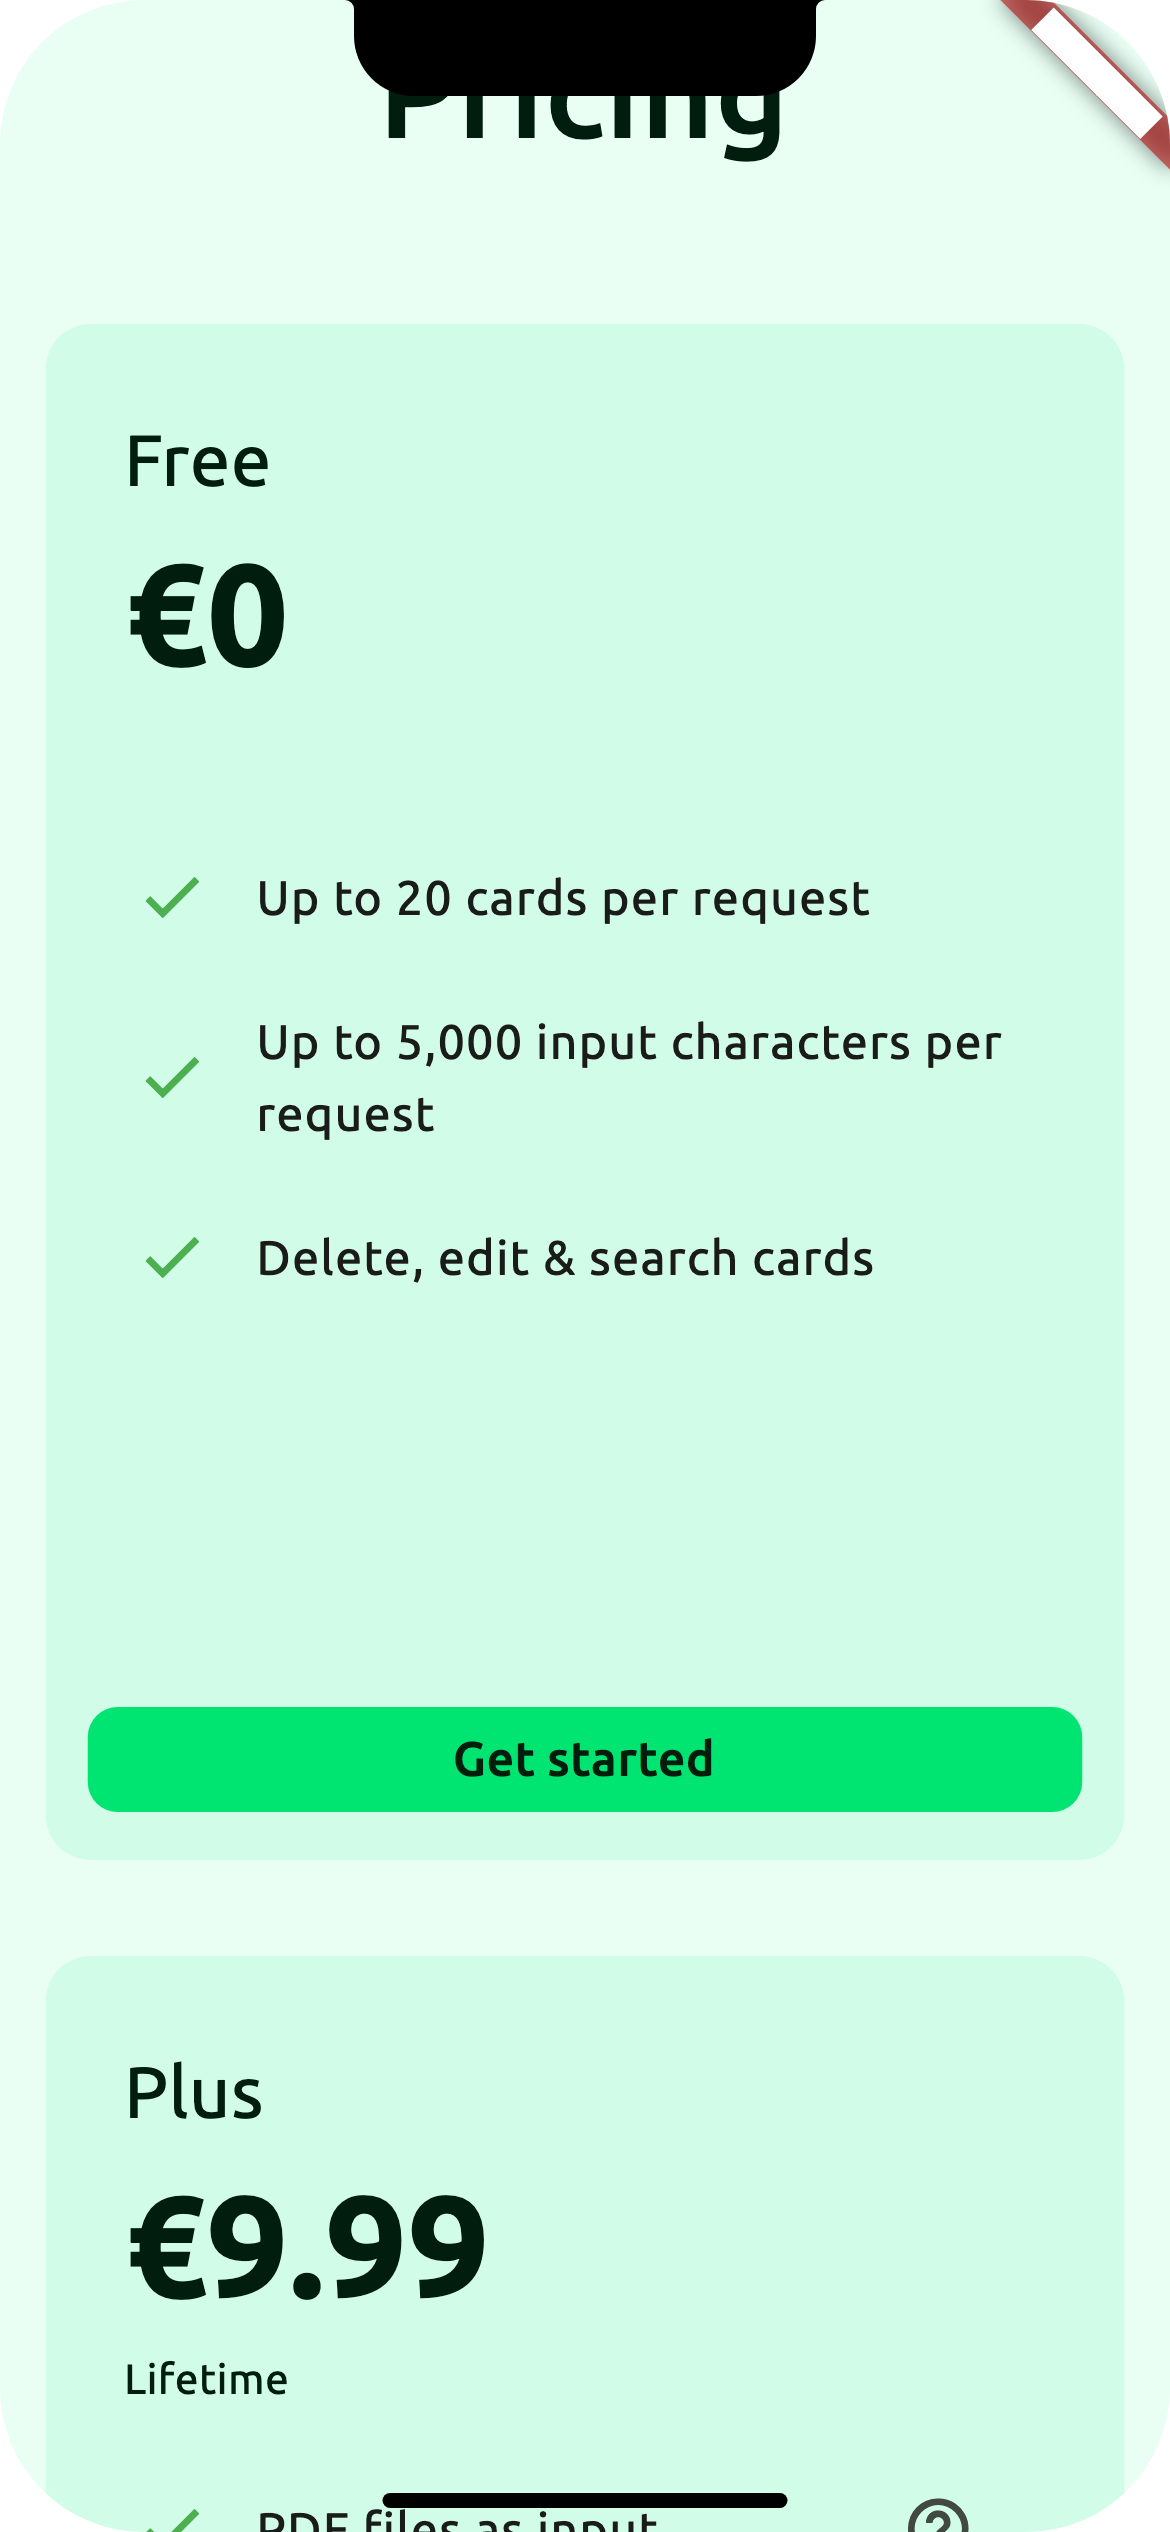 Pricing
Free
€0
Up to 20 cards per request
Up to 5,000 input characters per
request
Delete, edit & search cards
Get started
Plus
€9.99
Lifetime
PDF files as input